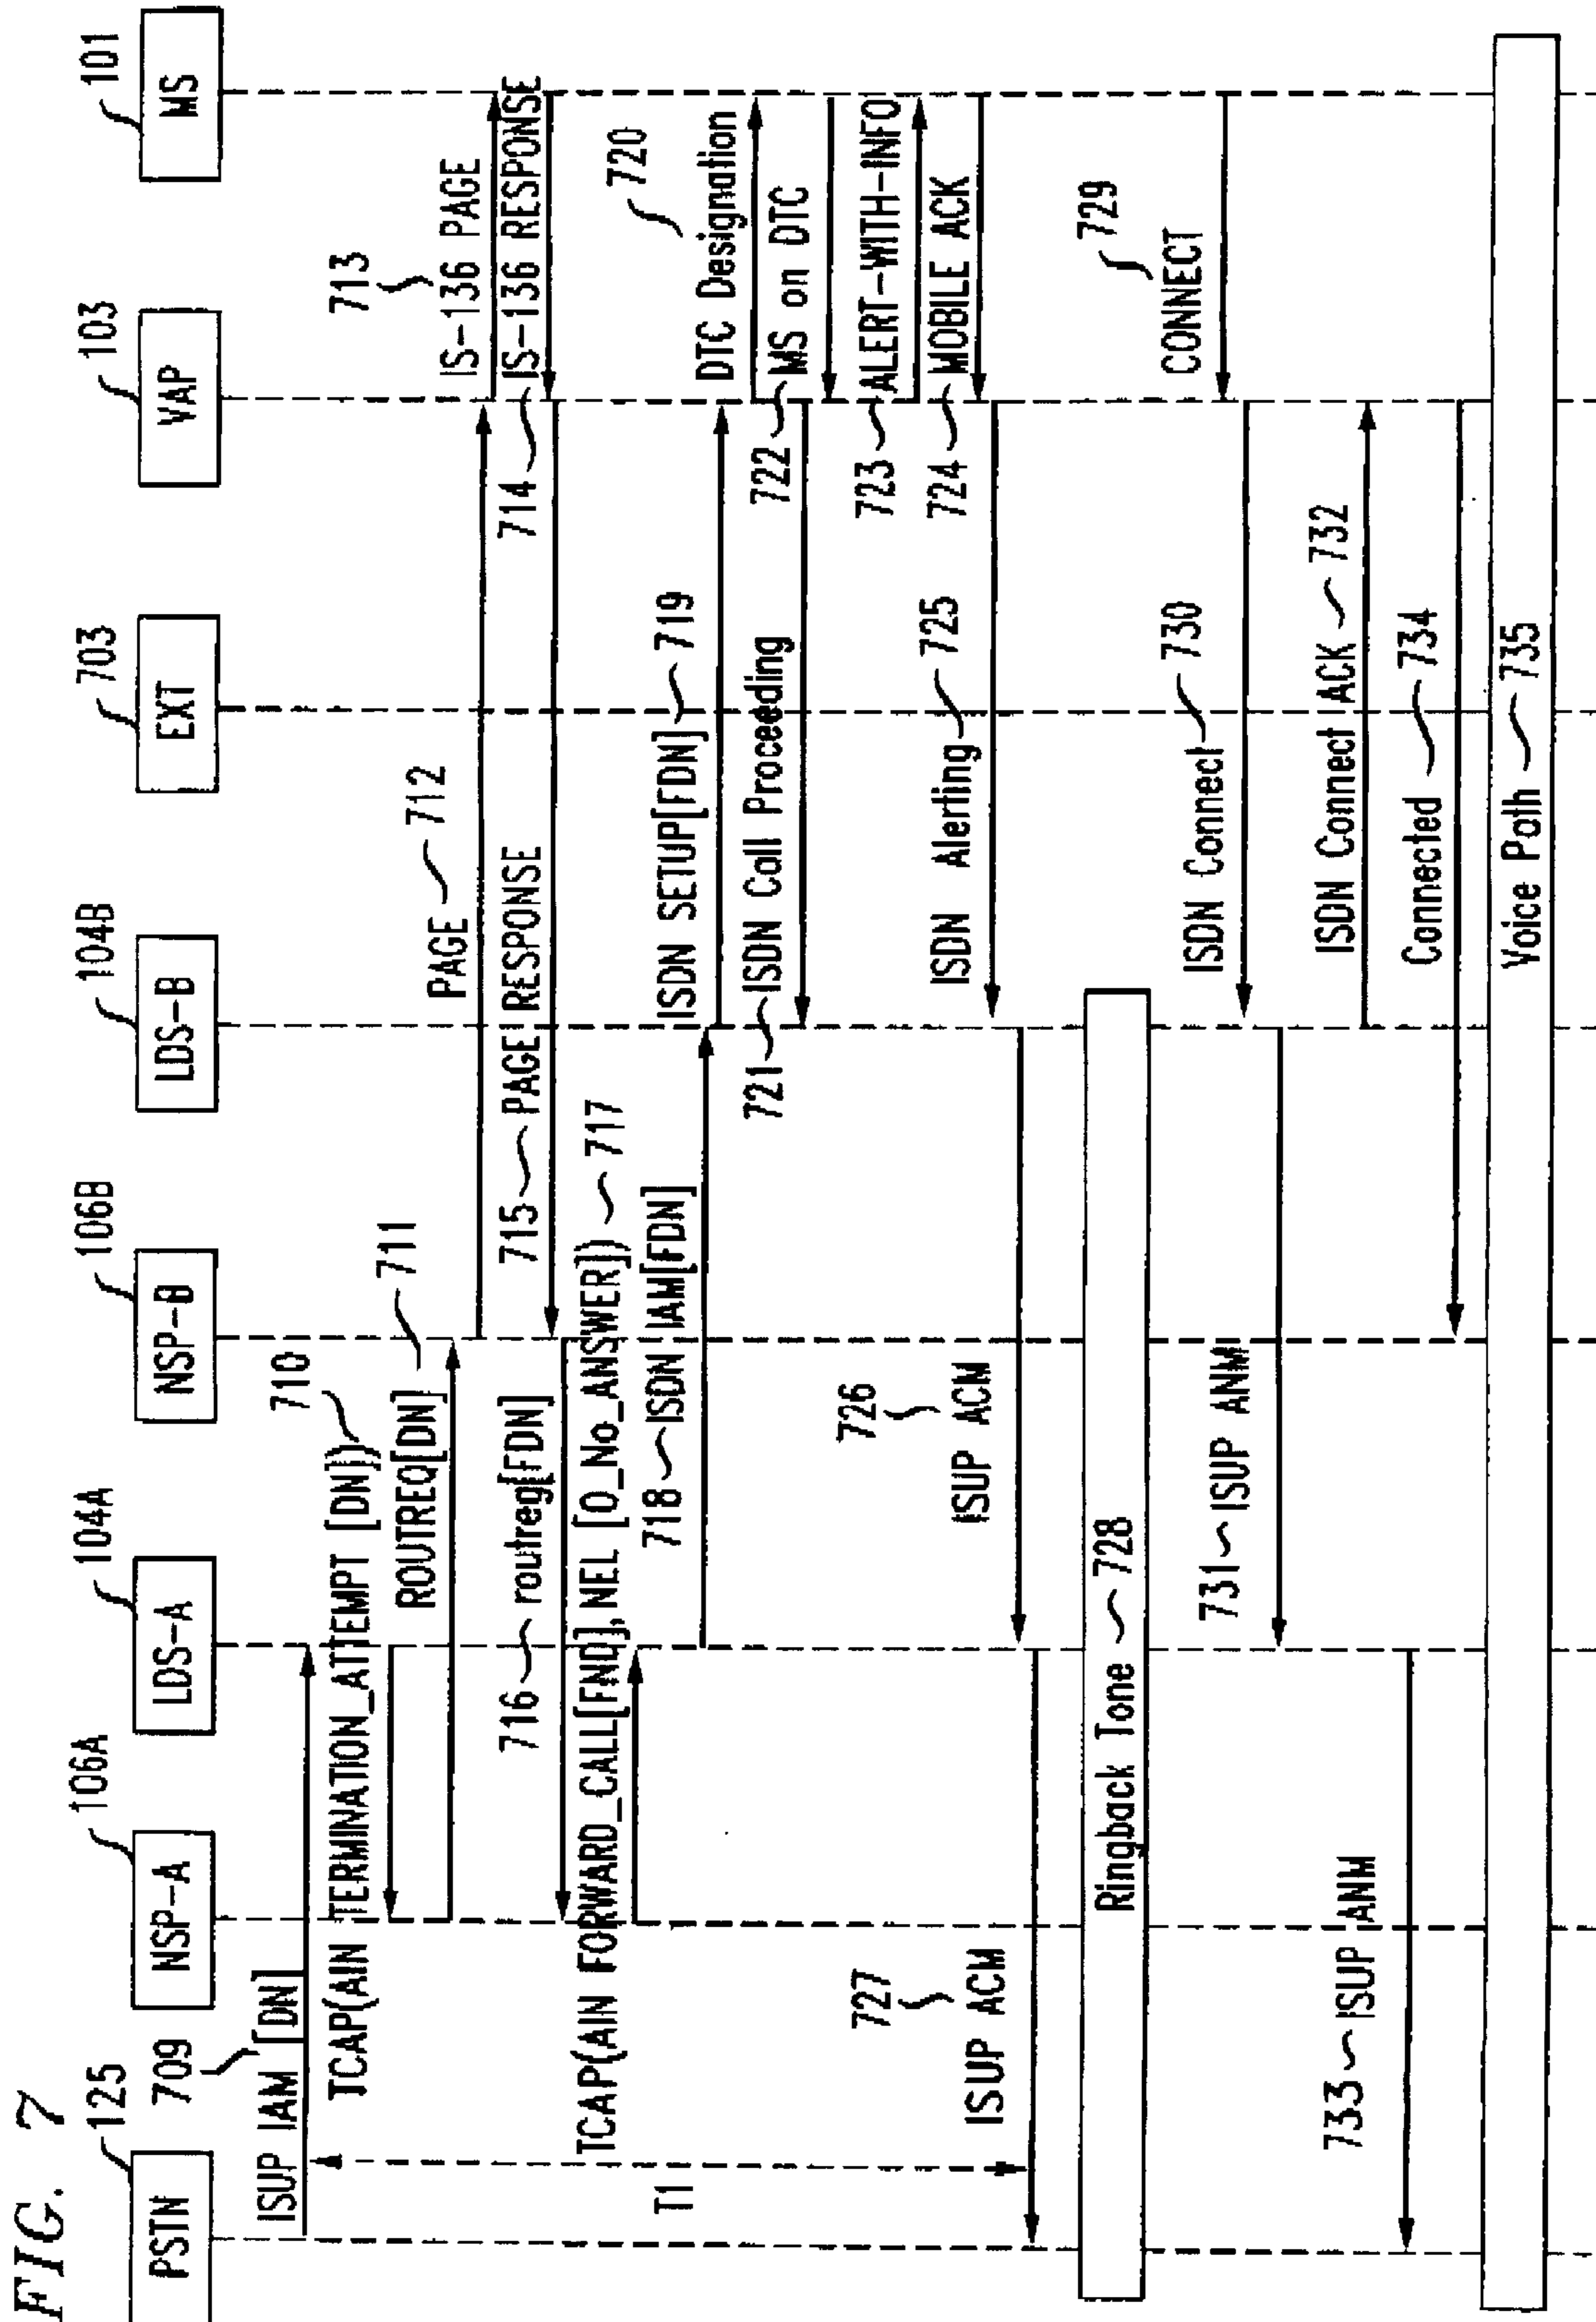 FIG. 7
125
106A
104A
106B
104B
703
103
101
PSTN
NSP-A
LDS-A
NSP-B
LDS-B
EXT
VAP
MS
709
ISUP IAM [DN]
TCAP(AIN TERMINATION_ATTEMPT [DN])
710
ROUTREQ[DN]
711
PAGE
712
713
IS-136 PAGE
714
IS-136 RESPONSE
715
PAGE RESPONSE
716
routreg[FDN]
TCAP(AIN FORWARD_CALL[FND],NEL [O_No_ANSWER])
717
718
ISDN IAM[FDN]
ISDN SETUP[FDN]
719
720
DTC Designation
721
ISDN Call Proceeding
722
MS on DTC
723
ALERT-WITH-INFO
724
MOBILE ACK
ISDN Alerting
725
726
ISUP ACM
727
ISUP ACM
T1
Ringback Tone
728
729
CONNECT
ISDN Connect
730
731
ISUP ANM
ISDN Connect ACK
732
733
ISUP ANM
Connected
734
Voice Path
735